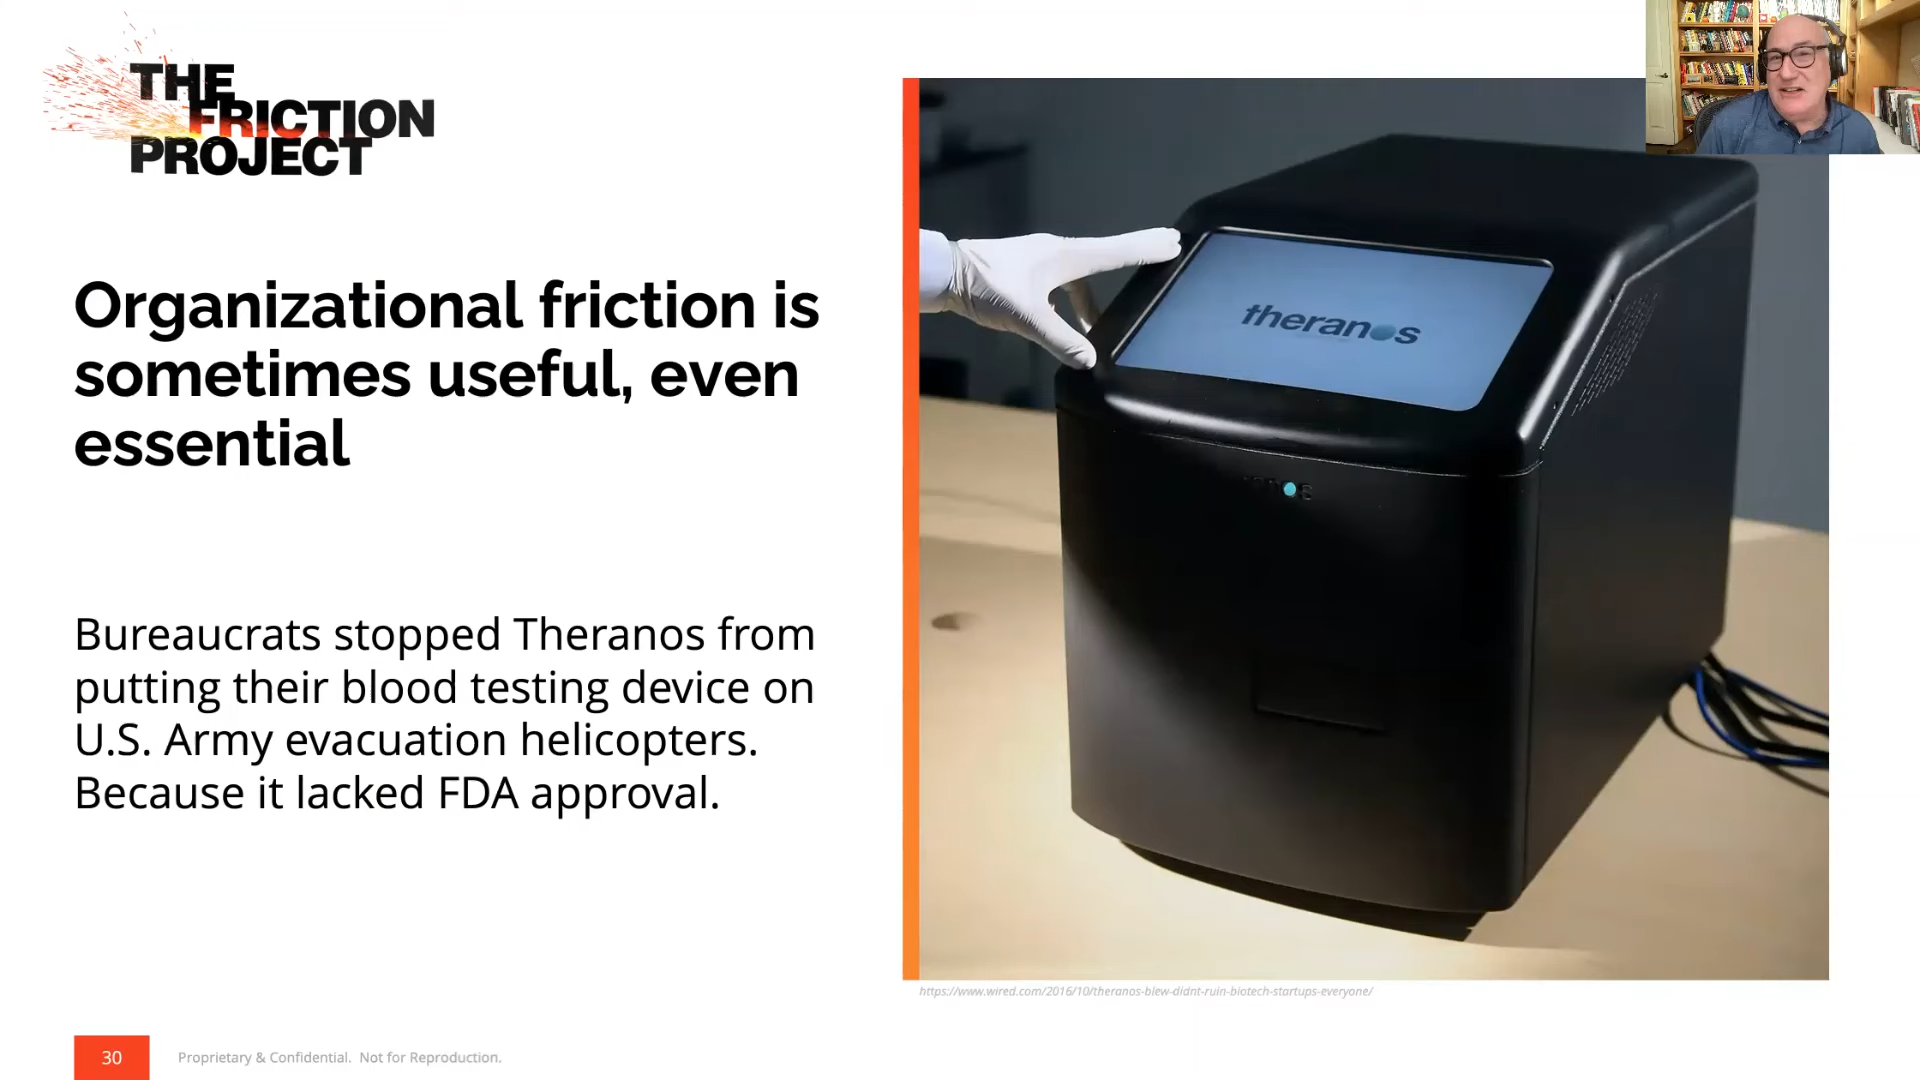 THE
FRICTION
PROJECT
Organizational friction is
sometimes useful, even
essential
Bureaucrats stopped Theranos from
putting their blood testing device on
U.S. Army evacuation helicopters.
Because it lacked FDA approval.
theranos
https://www.wired.com/2016/10/theranos-blew-didnt-ruin-biotech-startups-everyone/
30
Proprietary & Confidential. Not for Reproduction.